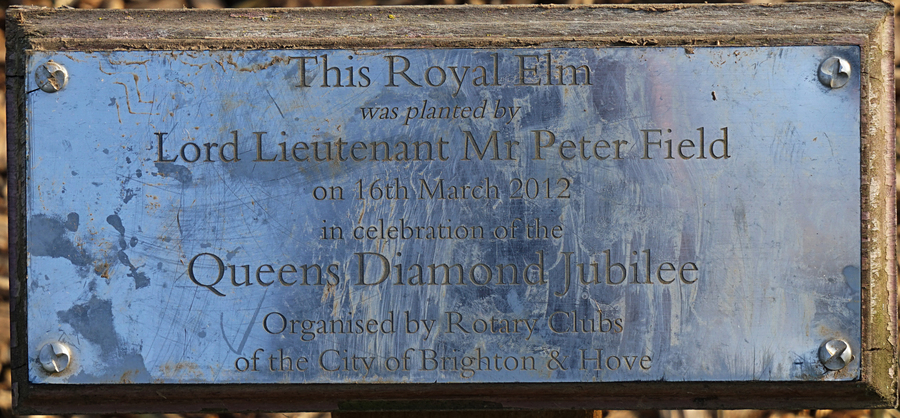 This Royal Elm
was planted by
Lord Lieutenant Mr Peter Field
on 16th March 2012
in celebration of the
Queens Diamond Jubilee
Organised by Rotary Clubs
of the City of Brighton & Hove